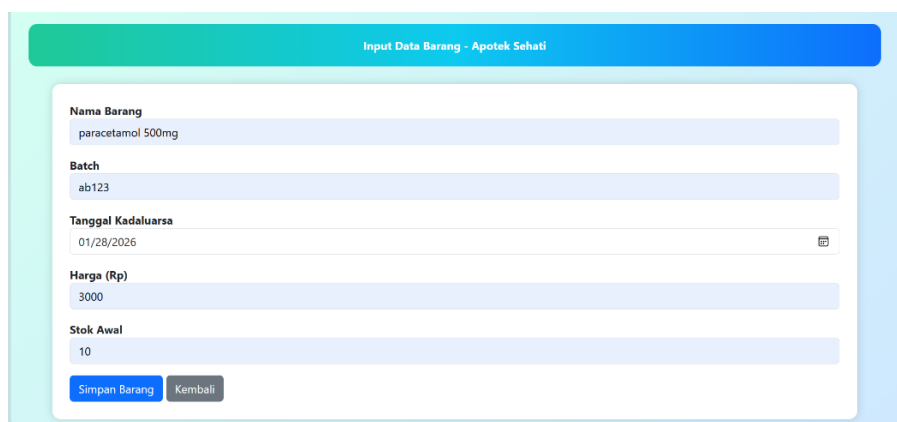 Input Data Barang - Apotek Sehati
Nama Barang
paracetamol 500mg
Batch
ab123
Tanggal Kadaluarsa
01/28/2026
Harga (Rp)
3000
Stok Awal
10
Simpan Barang Kembali